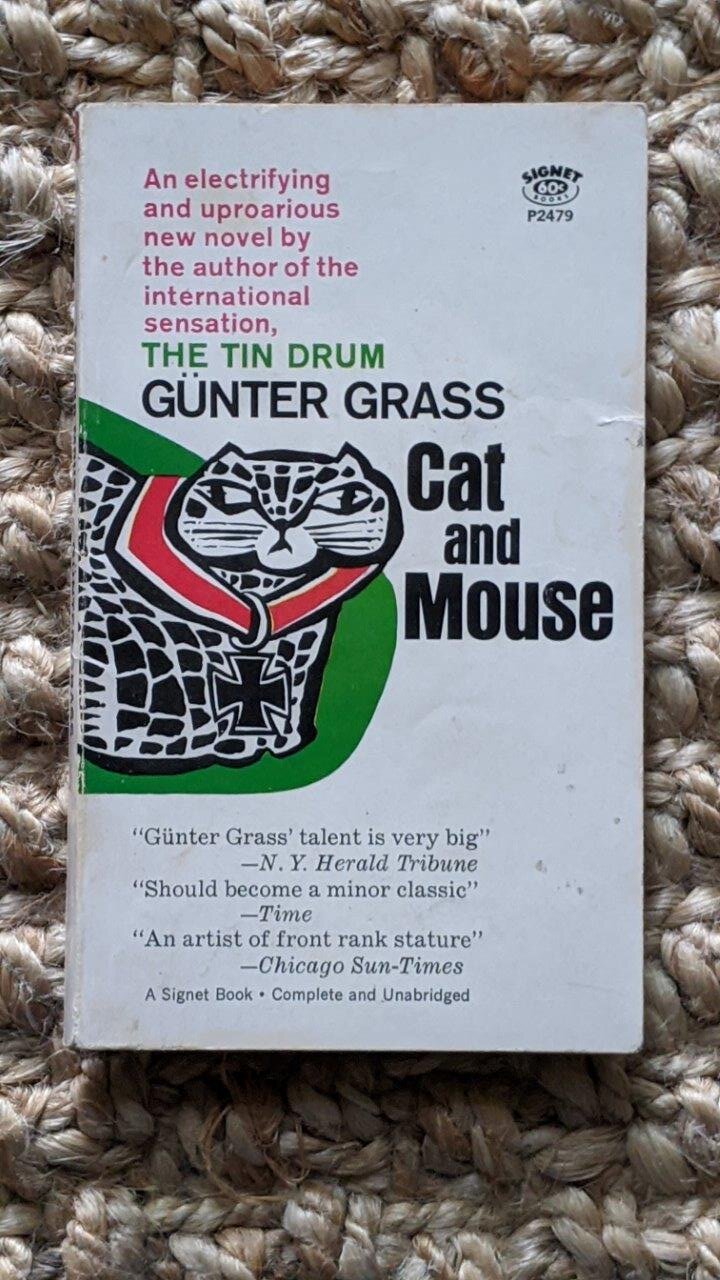 An electrifying
and uproarious
new novel by
the author of the
international
sensation,
THE TIN DRUM
GÜNTER GRASS
SIGNET
60¢
BOOKS
P2479
Cat
and
Mouse
“Günter Grass’ talent is very big”
—N. Y. Herald Tribune
“Should become a minor classic”
—Time
“An artist of front rank stature”
—Chicago Sun-Times
A Signet Book • Complete and Unabridged